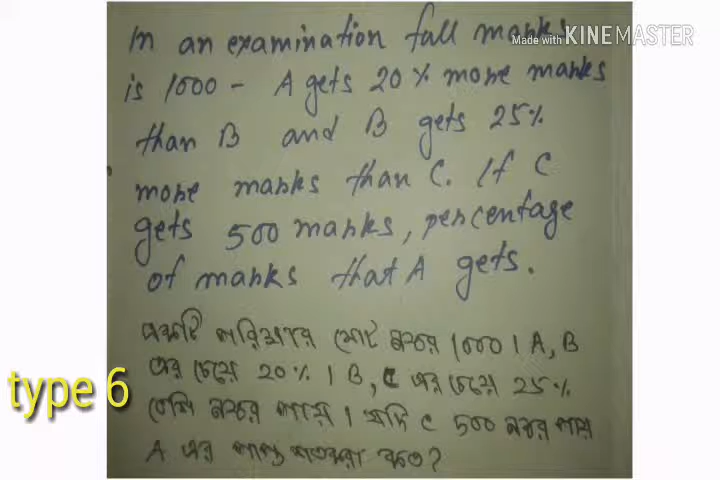 In an examination full marks
Made with KINEMASTER
is 1000 - A gets 20% more marks
than B and B gets 25%
more marks than C. If C
gets 500 marks, percentage
of marks that A gets.
একটি পরিক্ষার মোট নম্বর 1000। A, B
এর চেয়ে 20%। B, C এর চেয়ে 25%
বেশি নম্বর পায়। যদি C 500 নম্বর পায়
A এর প্রাপ্ত শতকরা কত?
type 6